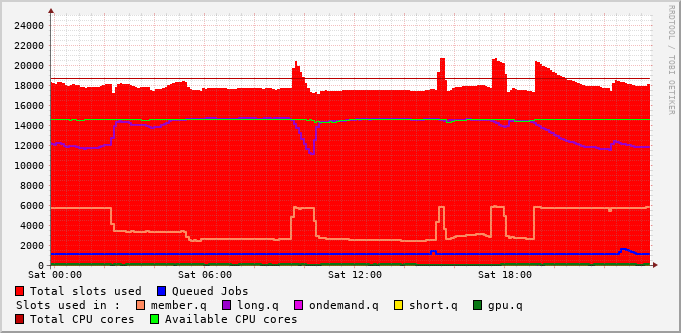 RRDTOOL / TOBI OETIKER
24000
22000
20000
18000
16000
14000
12000
10000
8000
6000
4000
2000
0
Sat 00:00 Sat 06:00 Sat 12:00 Sat 18:00
Total slots used Queued Jobs
Slots used in : member.q long.q ondemand.q short.q gpu.q
Total CPU cores Available CPU cores